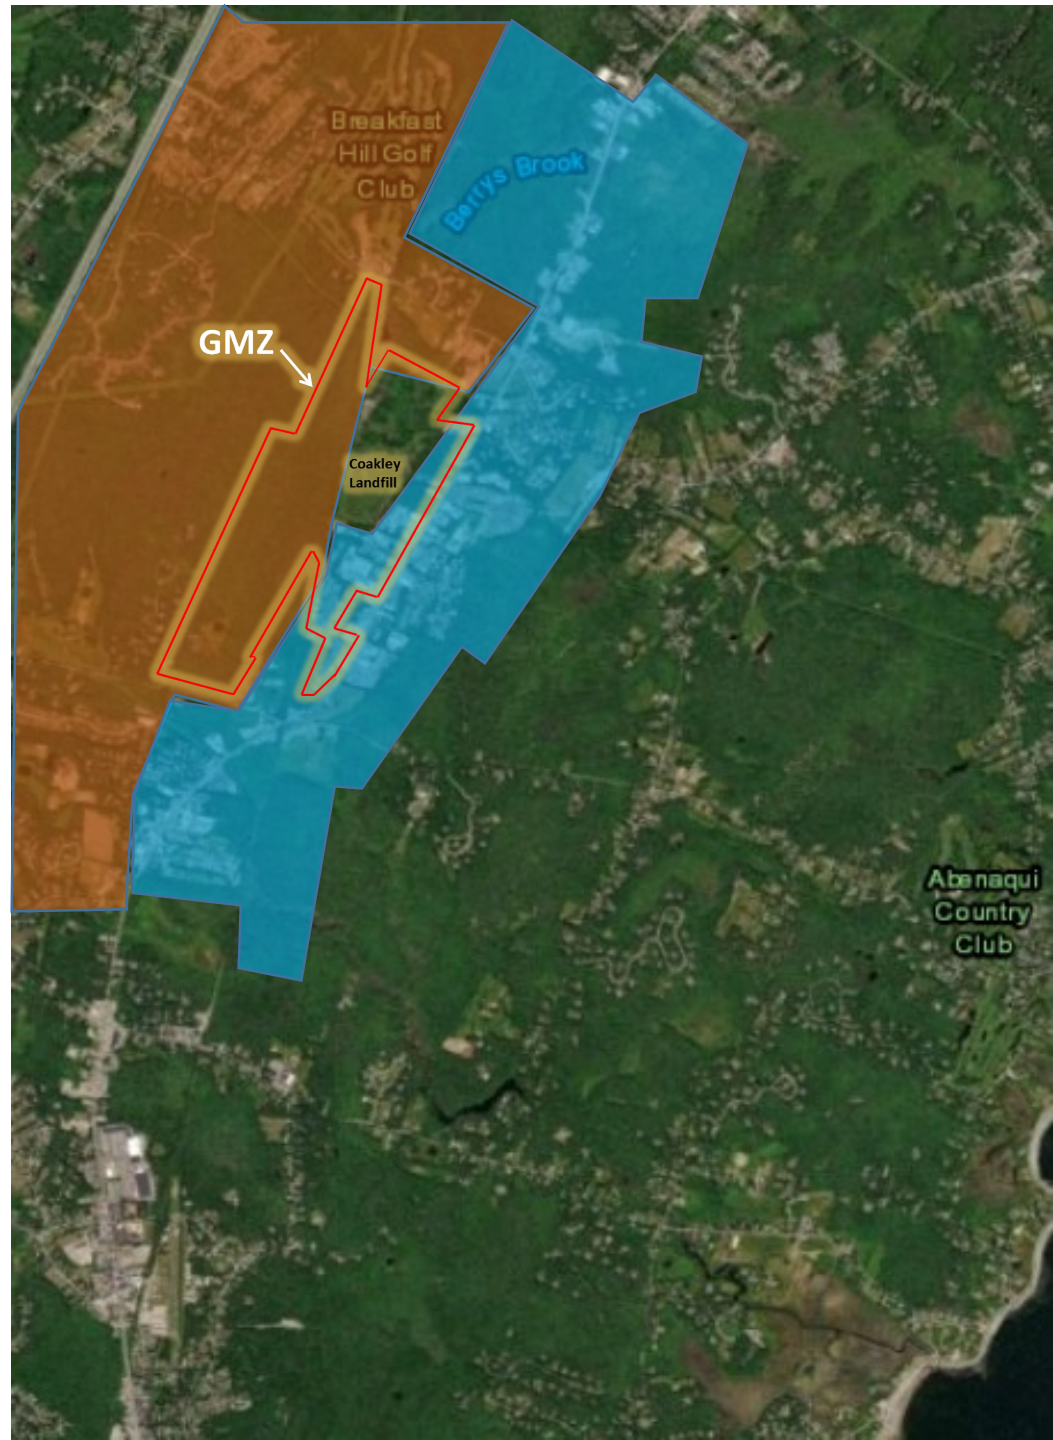 Breakfast
Hill Golf
Club
Berrys Brook
GMZ
Coakley
Landfill
Abenaqui
Country
Club